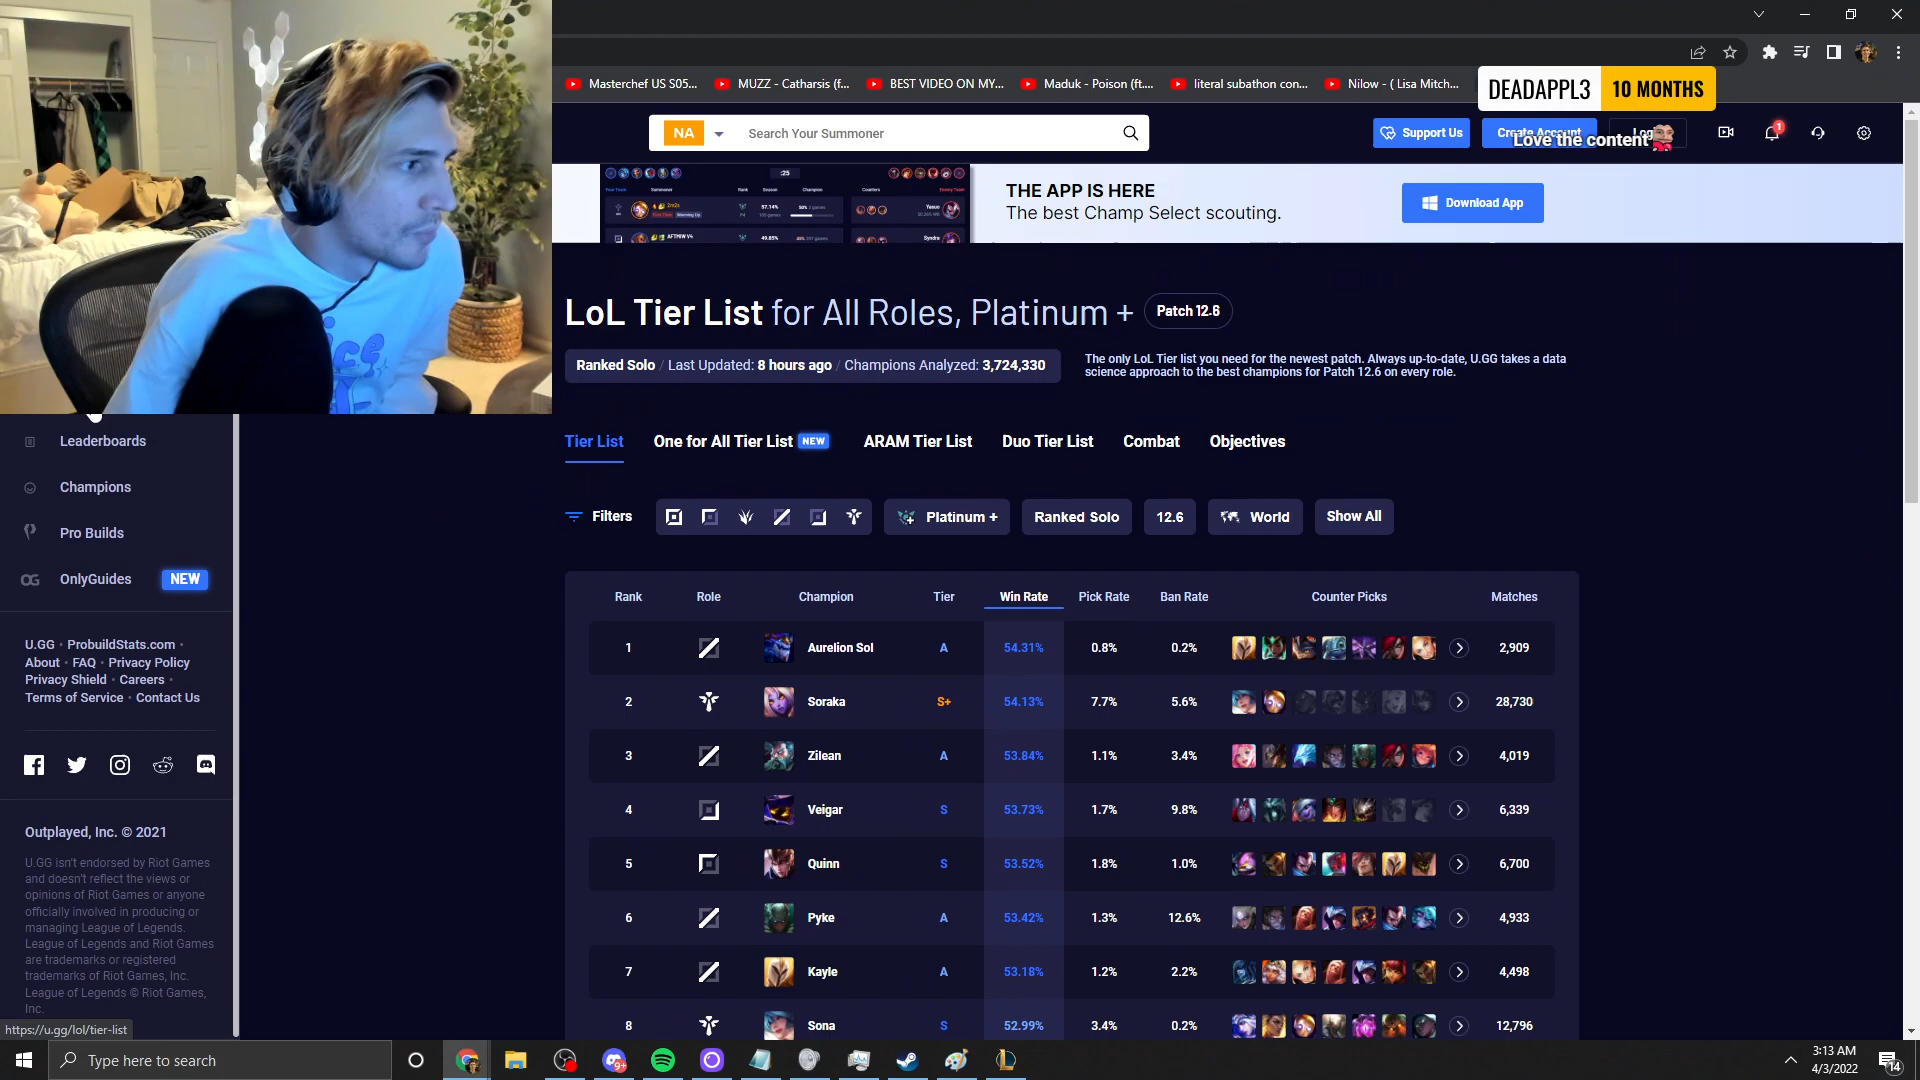 Masterchef US S05...
MUZZ - Catharsis (f...
BEST VIDEO ON MY...
Maduk - Poison (ft....
literal subathon con...
Nilow - ( Lisa Mitch...
DEADAPPL3 10 MONTHS
NA
Search Your Summoner
Support Us
Create Account
Love the content
1
THE APP IS HERE
The best Champ Select scouting.
Download App
LoL Tier List for All Roles, Platinum +
Patch 12.6
Ranked Solo / Last Updated: 8 hours ago / Champions Analyzed: 3,724,330
The only LoL Tier list you need for the newest patch. Always up-to-date, U.GG takes a data
science approach to the best champions for Patch 12.6 on every role.
Leaderboards
Champions
Pro Builds
OnlyGuides NEW
Tier List
One for All Tier List NEW
ARAM Tier List
Duo Tier List
Combat
Objectives
Filters
Platinum +
Ranked Solo
12.6
World
Show All
Rank Role Champion Tier Win Rate Pick Rate Ban Rate Counter Picks Matches
1 Aurelion Sol A 54.31% 0.8% 0.2% 2,909
2 Soraka S+ 54.13% 7.7% 5.6% 28,730
3 Zilean A 53.84% 1.1% 3.4% 4,019
4 Veigar S 53.73% 1.7% 9.8% 6,339
5 Quinn S 53.52% 1.8% 1.0% 6,700
6 Pyke A 53.42% 1.3% 12.6% 4,933
7 Kayle A 53.18% 1.2% 2.2% 4,498
8 Sona S 52.99% 3.4% 0.2% 12,796
U.GG • ProbuildStats.com •
About • FAQ • Privacy Policy
Privacy Shield • Careers •
Terms of Service • Contact Us
Outplayed, Inc. © 2021
U.GG isn't endorsed by Riot Games
and doesn't reflect the views or
opinions of Riot Games or anyone
officially involved in producing or
managing League of Legends.
League of Legends and Riot Games
are trademarks or registered
trademarks of Riot Games, Inc.
League of Legends © Riot Games,
Inc.
https://u.gg/lol/tier-list
Type here to search
9+
3:13 AM
4/3/2022
14